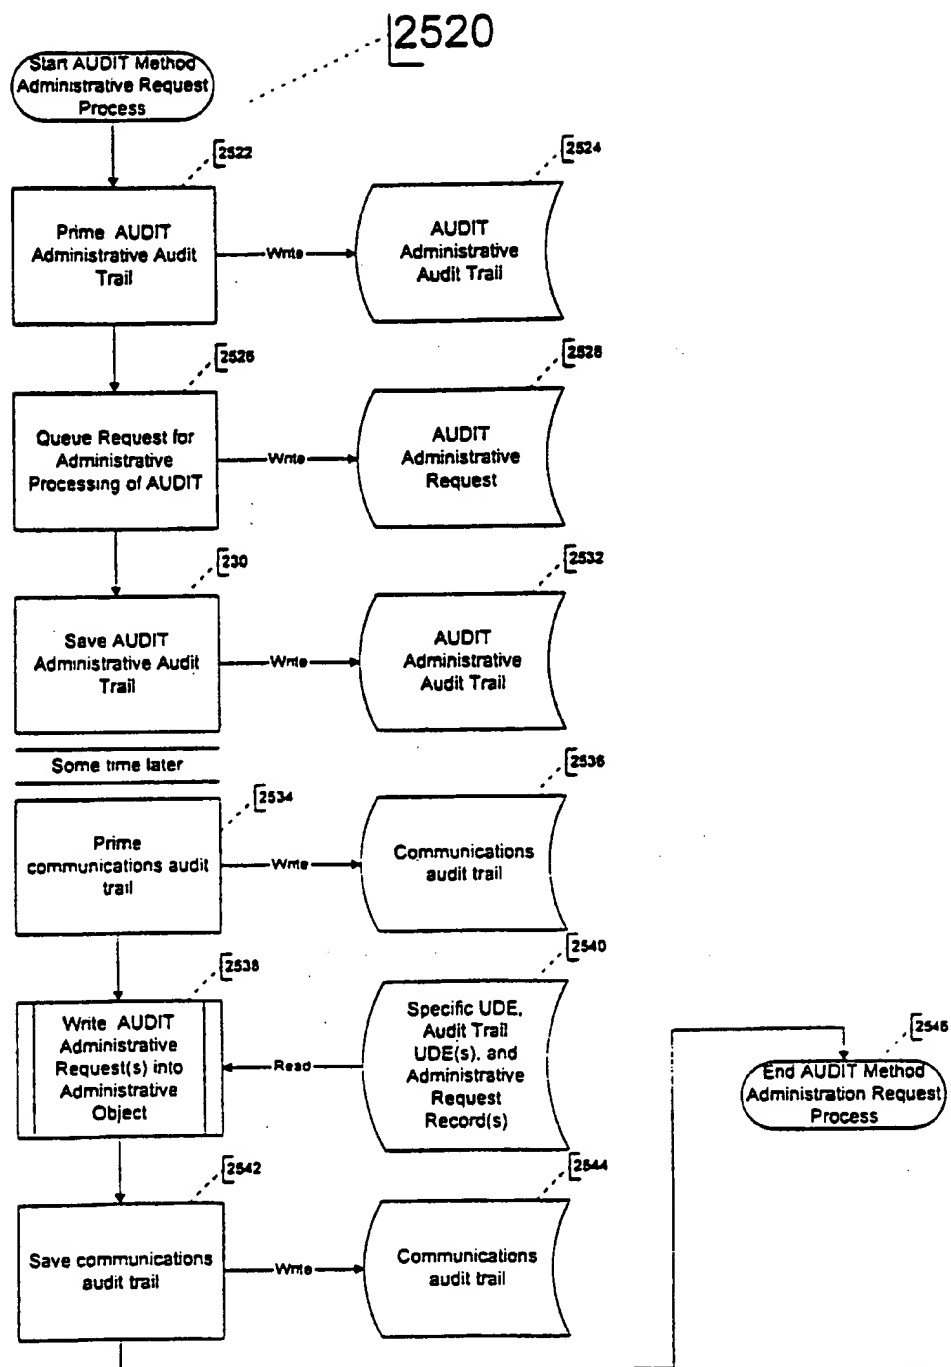 2520
Start AUDIT Method
Administrative Request
Process
2522
2524
Prime AUDIT
Administrative Audit
Trail
Write
AUDIT
Administrative
Audit Trail
2526
2528
Queue Request for
Administrative
Processing of AUDIT
Write
AUDIT
Administrative
Request
230
2532
Save AUDIT
Administrative Audit
Trail
Write
AUDIT
Administrative
Audit Trail
Some time later
2534
2536
Prime
communications audit
trail
Write
Communications
audit trail
2538
2540
Write AUDIT
Administrative
Request(s) into
Administrative
Object
Read
Specific UDE,
Audit Trail
UDE(s), and
Administrative
Request
Record(s)
2546
End AUDIT Method
Administration Request
Process
2542
2544
Save communications
audit trail
Write
Communications
audit trail